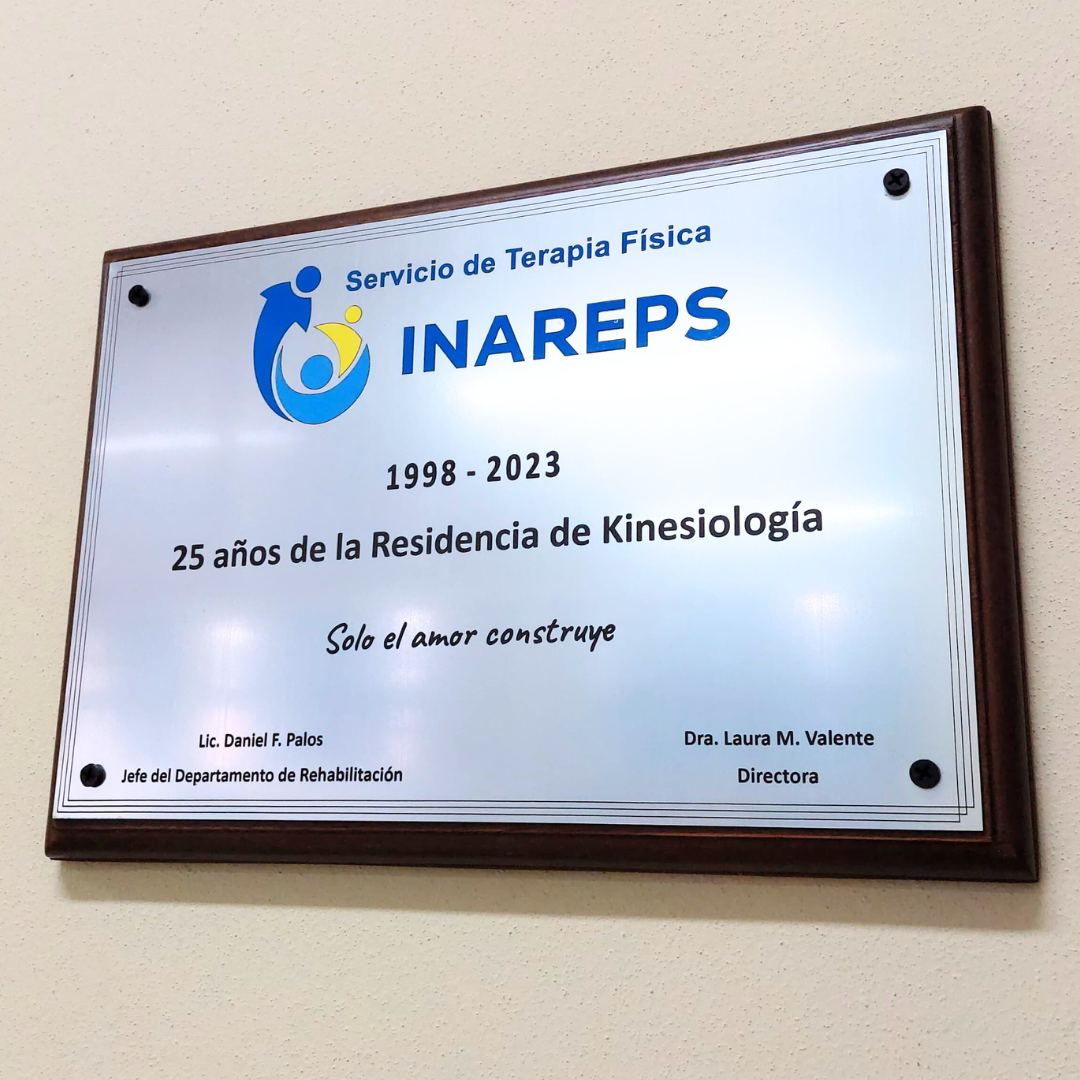 Servicio de Terapia Física
INAREPS
1998 - 2023
25 años de la Residencia de Kinesiología
Solo el amor construye
Lic. Daniel F. Palos
Jefe del Departamento de Rehabilitación
Dra. Laura M. Valente
Directora